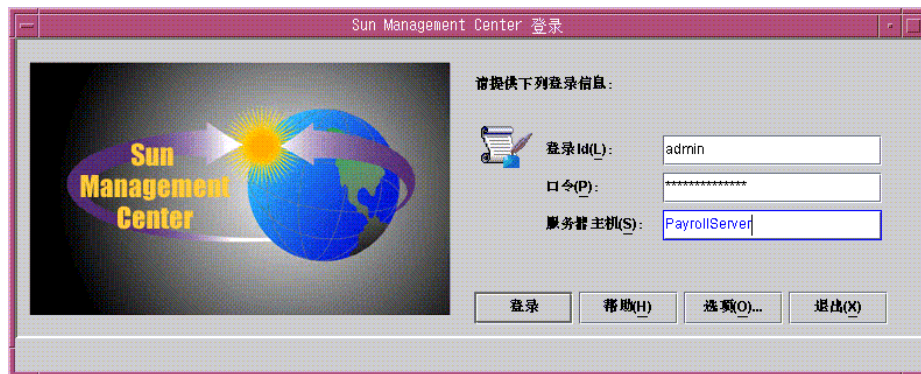 Sun Management Center 登录
Sun
Management
Center
请提供下列登录信息:
登录Id(L): admin
口令(P): **************
服务器主机(S): PayrollServer
登录 帮助(H) 选项(O)... 退出(X)